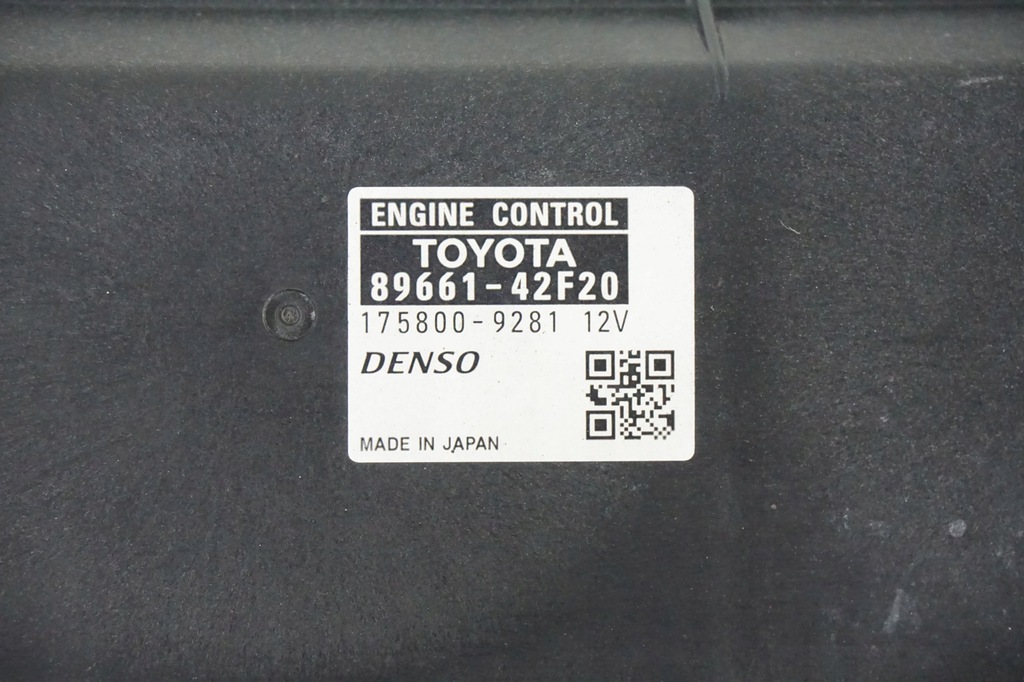 ENGINE CONTROL
TOYOTA
89661-42F20
175800-9281 12V
DENSO
MADE IN JAPAN